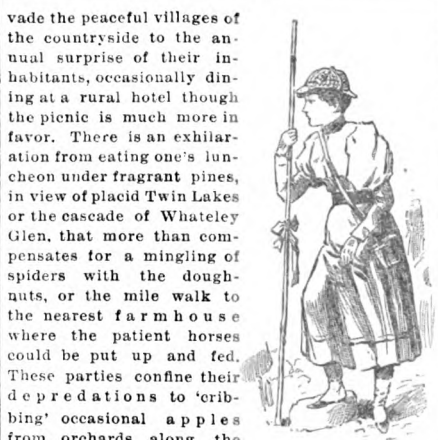 vade the peaceful villages of
the countryside to the an-
nual surprise of their in-
habitants, occasionally din-
ing at a rural hotel though
the picnic is much more in
favor. There is an exhilar-
ation from eating one's lun-
cheon under fragrant pines,
in view of placid Twin Lakes
or the cascade of Whateley
Glen, that more than com-
pensates for a mingling of
spiders with the dough-
nuts, or the mile walk to
the nearest farmhouse
where the patient horses
could be put up and fed.
These parties confine their
depredations to 'crib-
bing' occasional apples
from orchards along the